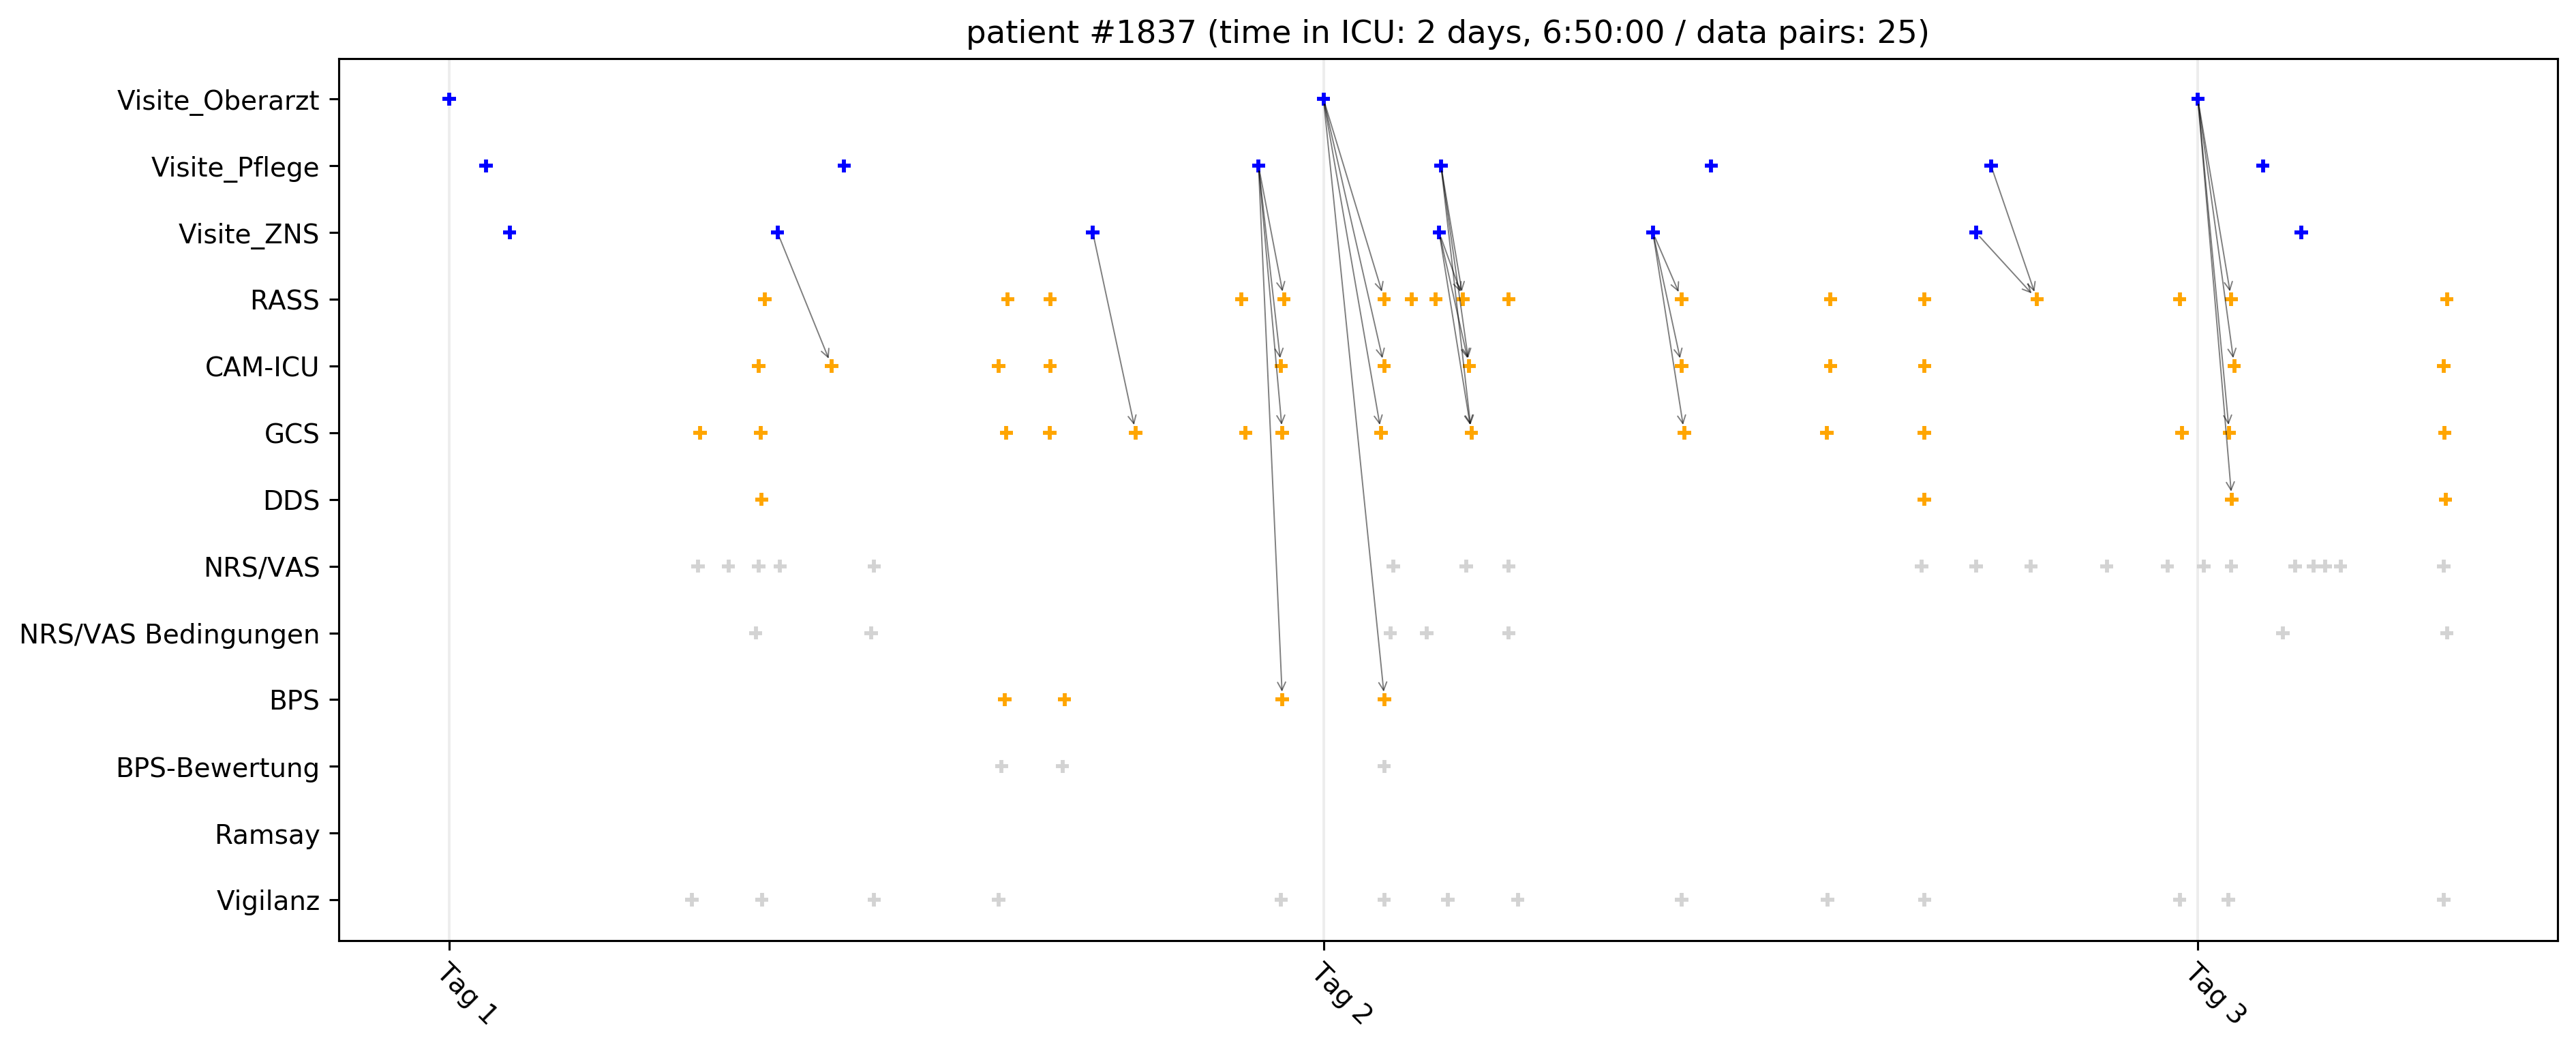 patient #1837 (time in ICU: 2 days, 6:50:00 / data pairs: 25)
Visite_Oberarzt
Visite_Pflege
Visite_ZNS
RASS
CAM-ICU
GCS
DDS
NRS/VAS
NRS/VAS Bedingungen
BPS
BPS-Bewertung
Ramsay
Vigilanz
Tag 1
Tag 2
Tag 3